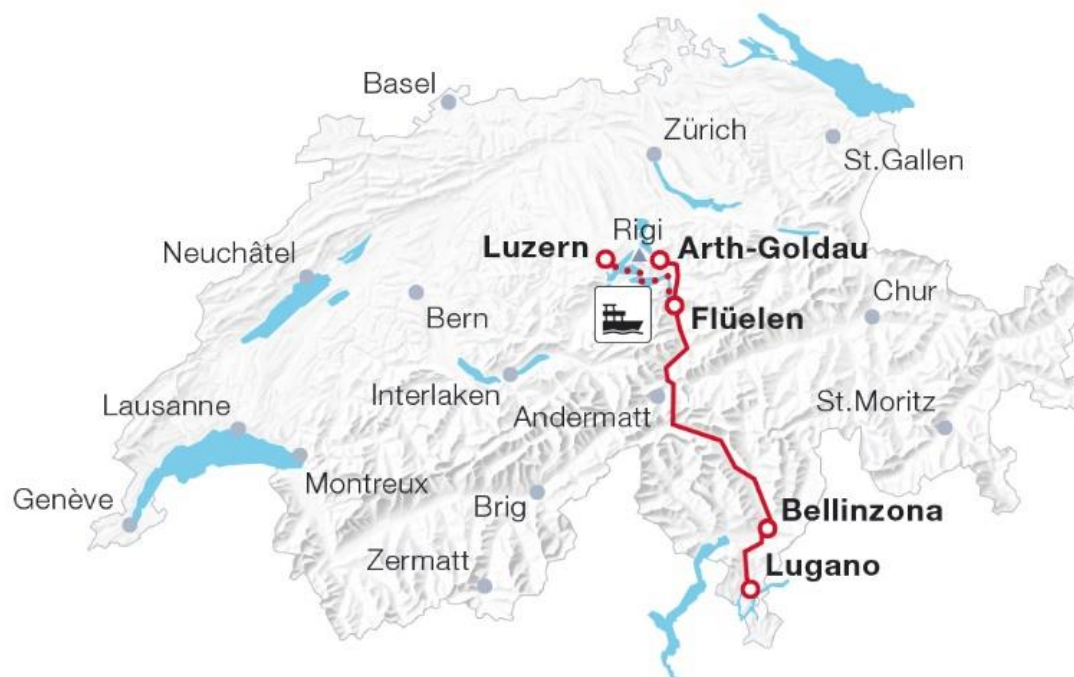 Basel
Zürich
St.Gallen
Rigi
Luzern
Arth-Goldau
Neuchâtel
Chur
Bern
Flüelen
Interlaken
Andermatt
St.Moritz
Lausanne
Montreux
Genève
Brig
Bellinzona
Zermatt
Lugano